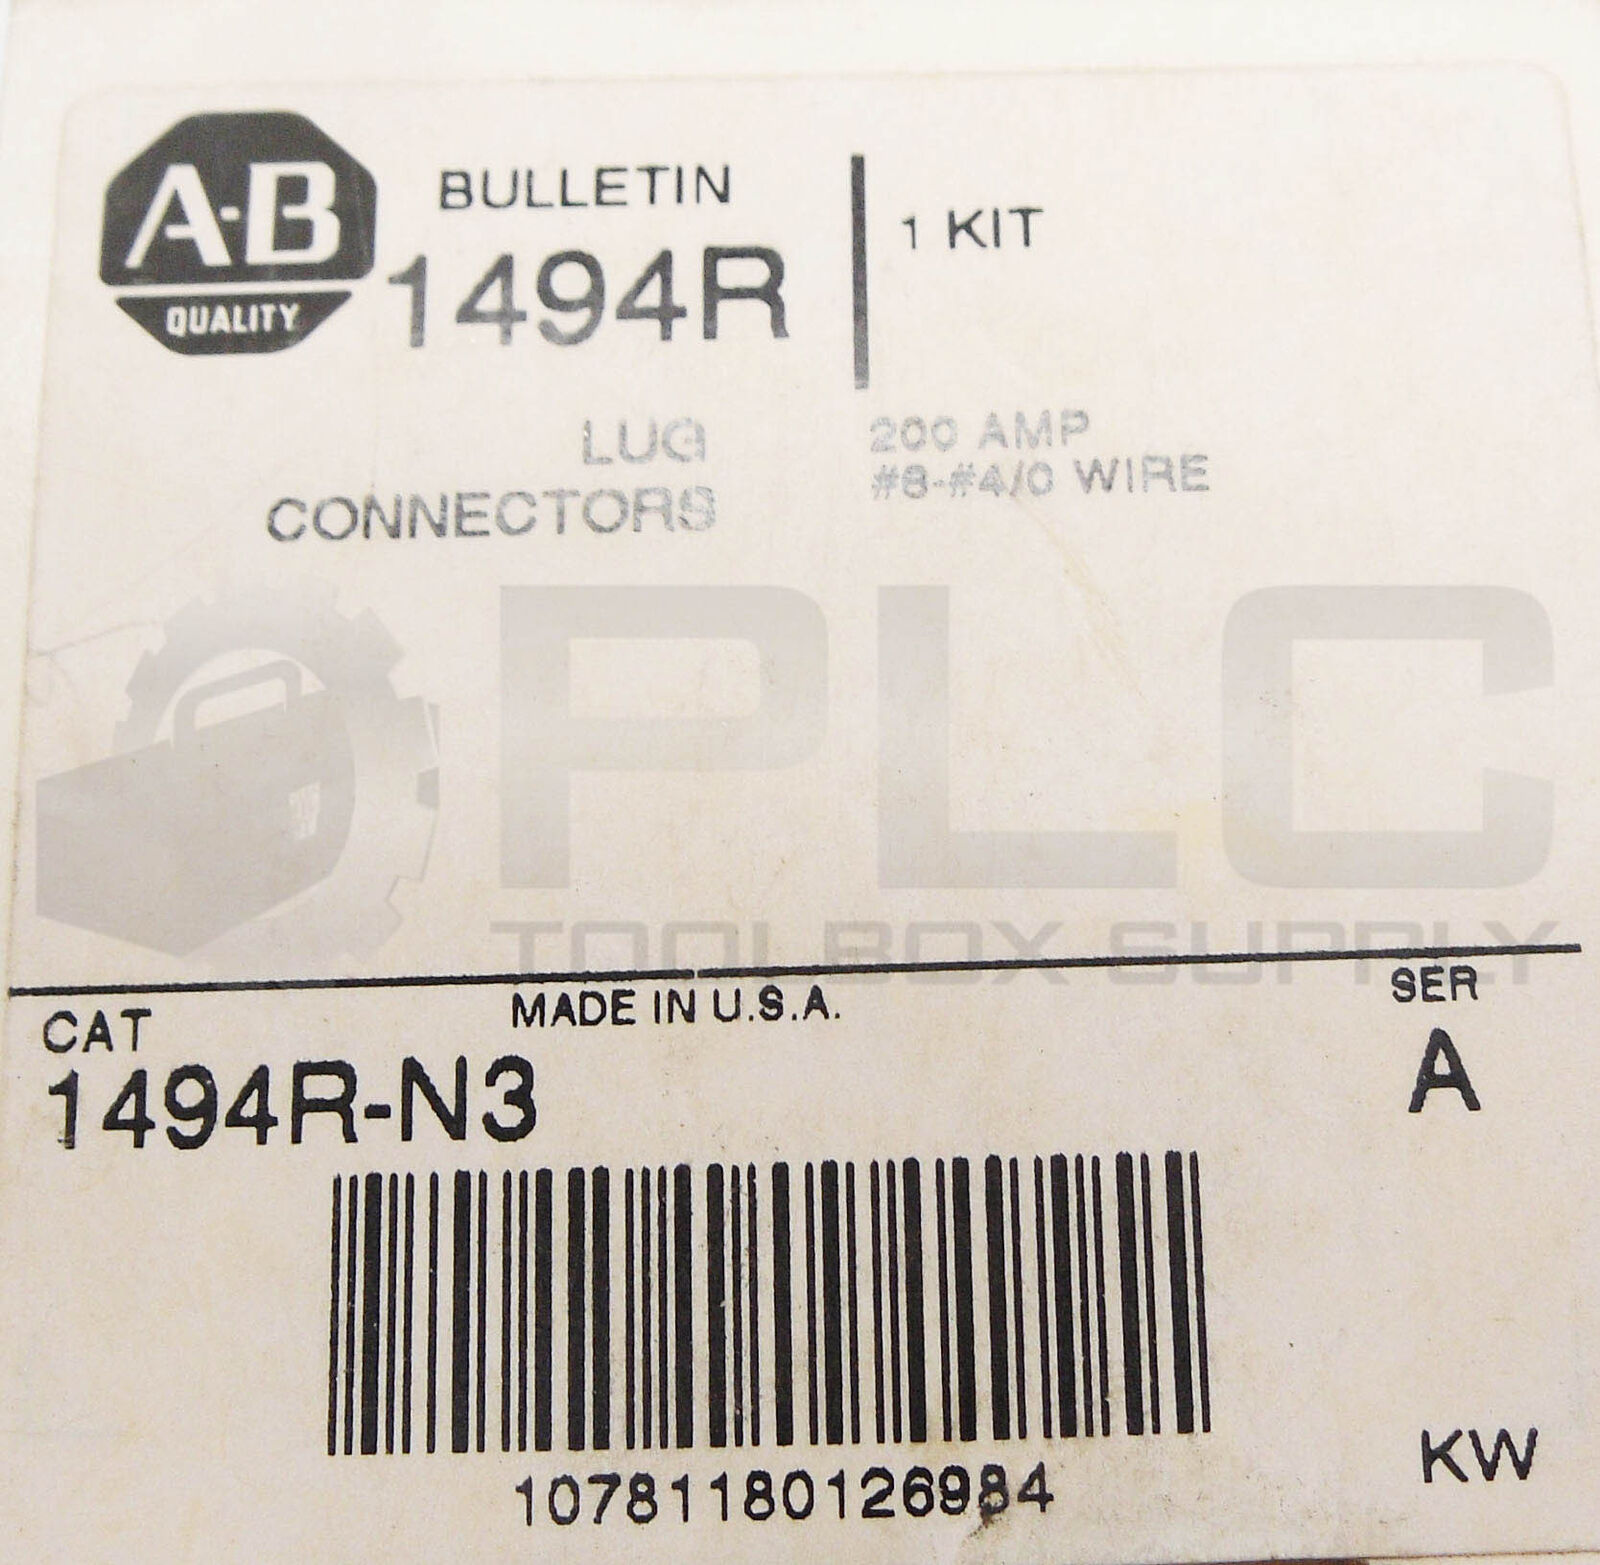 A-B
QUALITY
BULLETIN
1494R
1 KIT
LUG
CONNECTORS
200 AMP
#8-#4/0 WIRE
PLC
TOOLBOX SUPPLY
CAT
MADE IN U.S.A.
SER
1494R-N3
A
10781180126984
KW